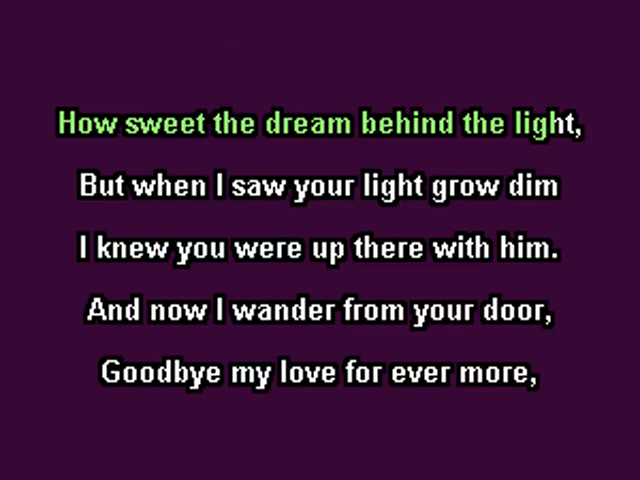 How sweet the dream behind the light,
But when I saw your light grow dim
I knew you were up there with him.
And now I wander from your door,
Goodbye my love for ever more,